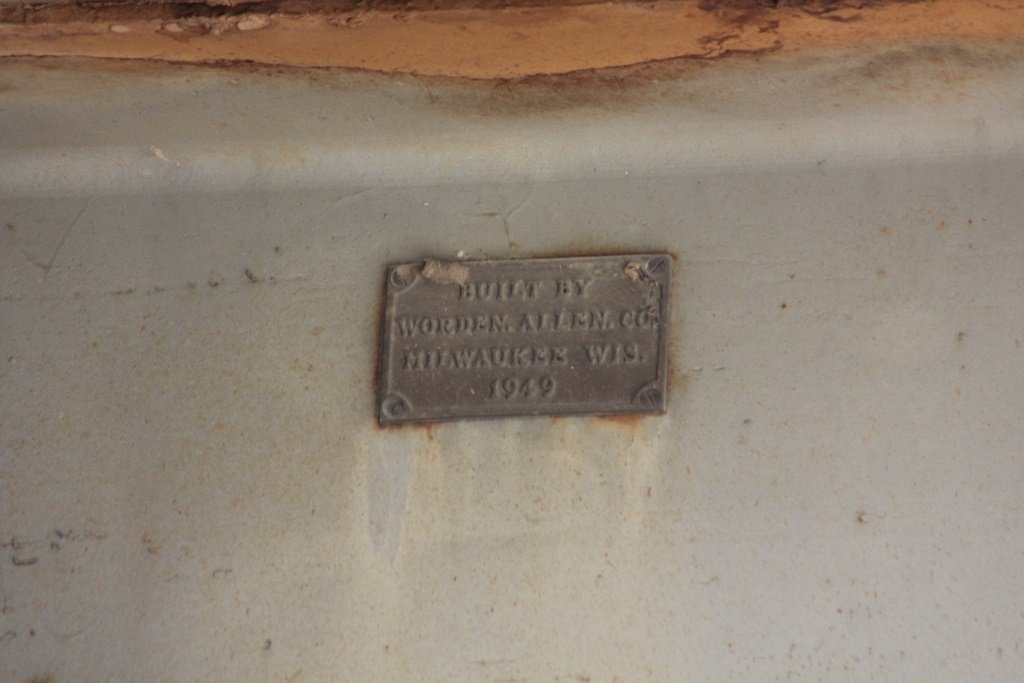 BUILT BY
WORDEN. ALLEN. CO.
MILWAUKEE WIS.
1949